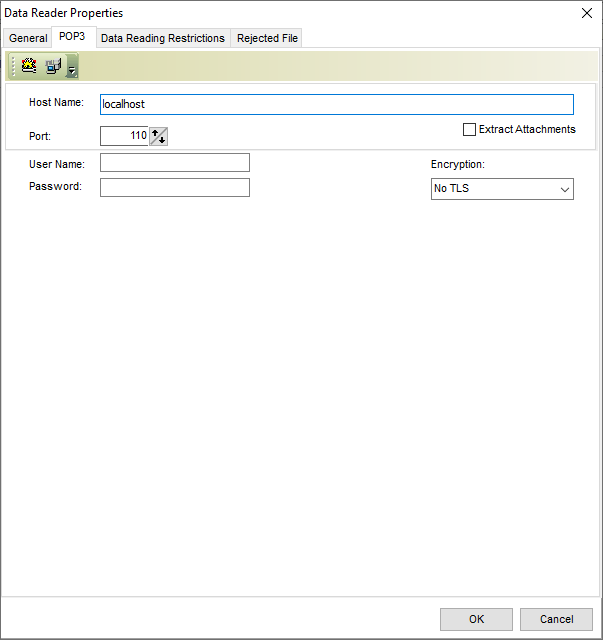 Data Reader Properties
General POP3 Data Reading Restrictions Rejected File
Host Name: localhost
Port: 110 Extract Attachments
User Name: Encryption:
Password: No TLS
OK Cancel